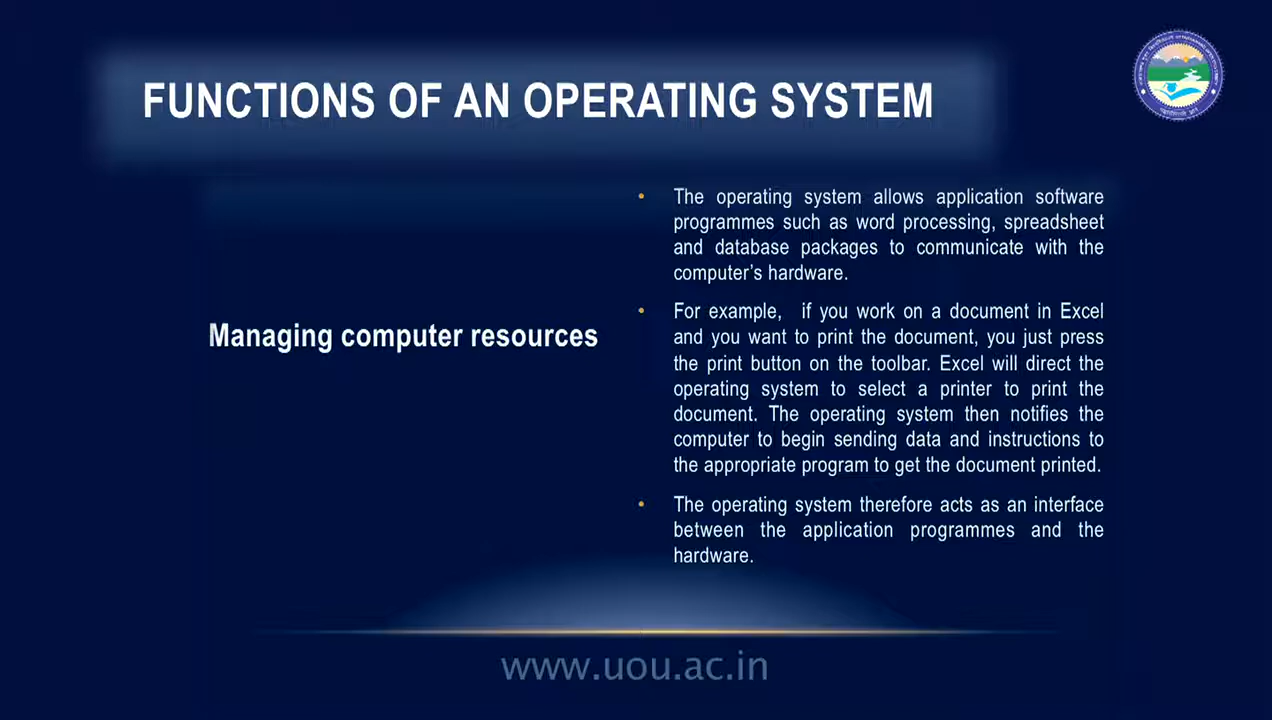 FUNCTIONS OF AN OPERATING SYSTEM
Managing computer resources
• The operating system allows application software
programmes such as word processing, spreadsheet
and database packages to communicate with the
computer's hardware.
• For example, if you work on a document in Excel
and you want to print the document, you just press
the print button on the toolbar. Excel will direct the
operating system to select a printer to print the
document. The operating system then notifies the
computer to begin sending data and instructions to
the appropriate program to get the document printed.
• The operating system therefore acts as an interface
between the application programmes and the
hardware.
www.uou.ac.in